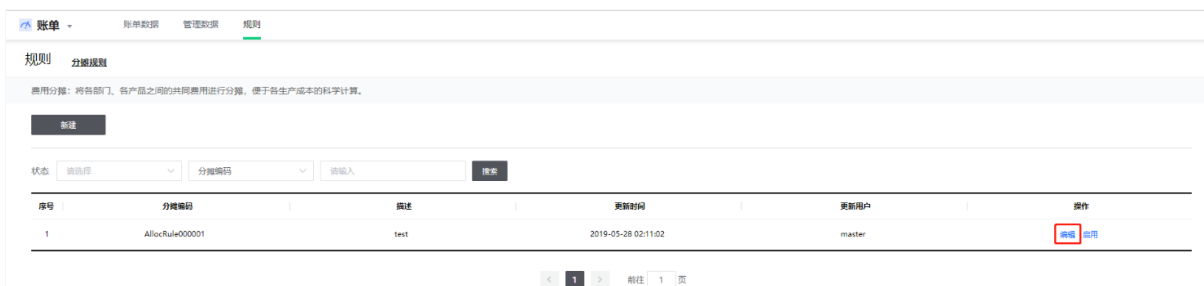 账单 账单数据 管理数据 规则
规则 分摊规则
费用分摊：将各部门、各产品之间的共同费用进行分摊，便于各生产成本的科学计算。
新建
状态 请选择 分摊编码 请输入 搜索
序号 分摊编码 描述 更新时间 更新用户 操作
1 AllocRule000001 test 2019-05-28 02:11:02 master 编辑 启用
< 1 > 前往 1 页